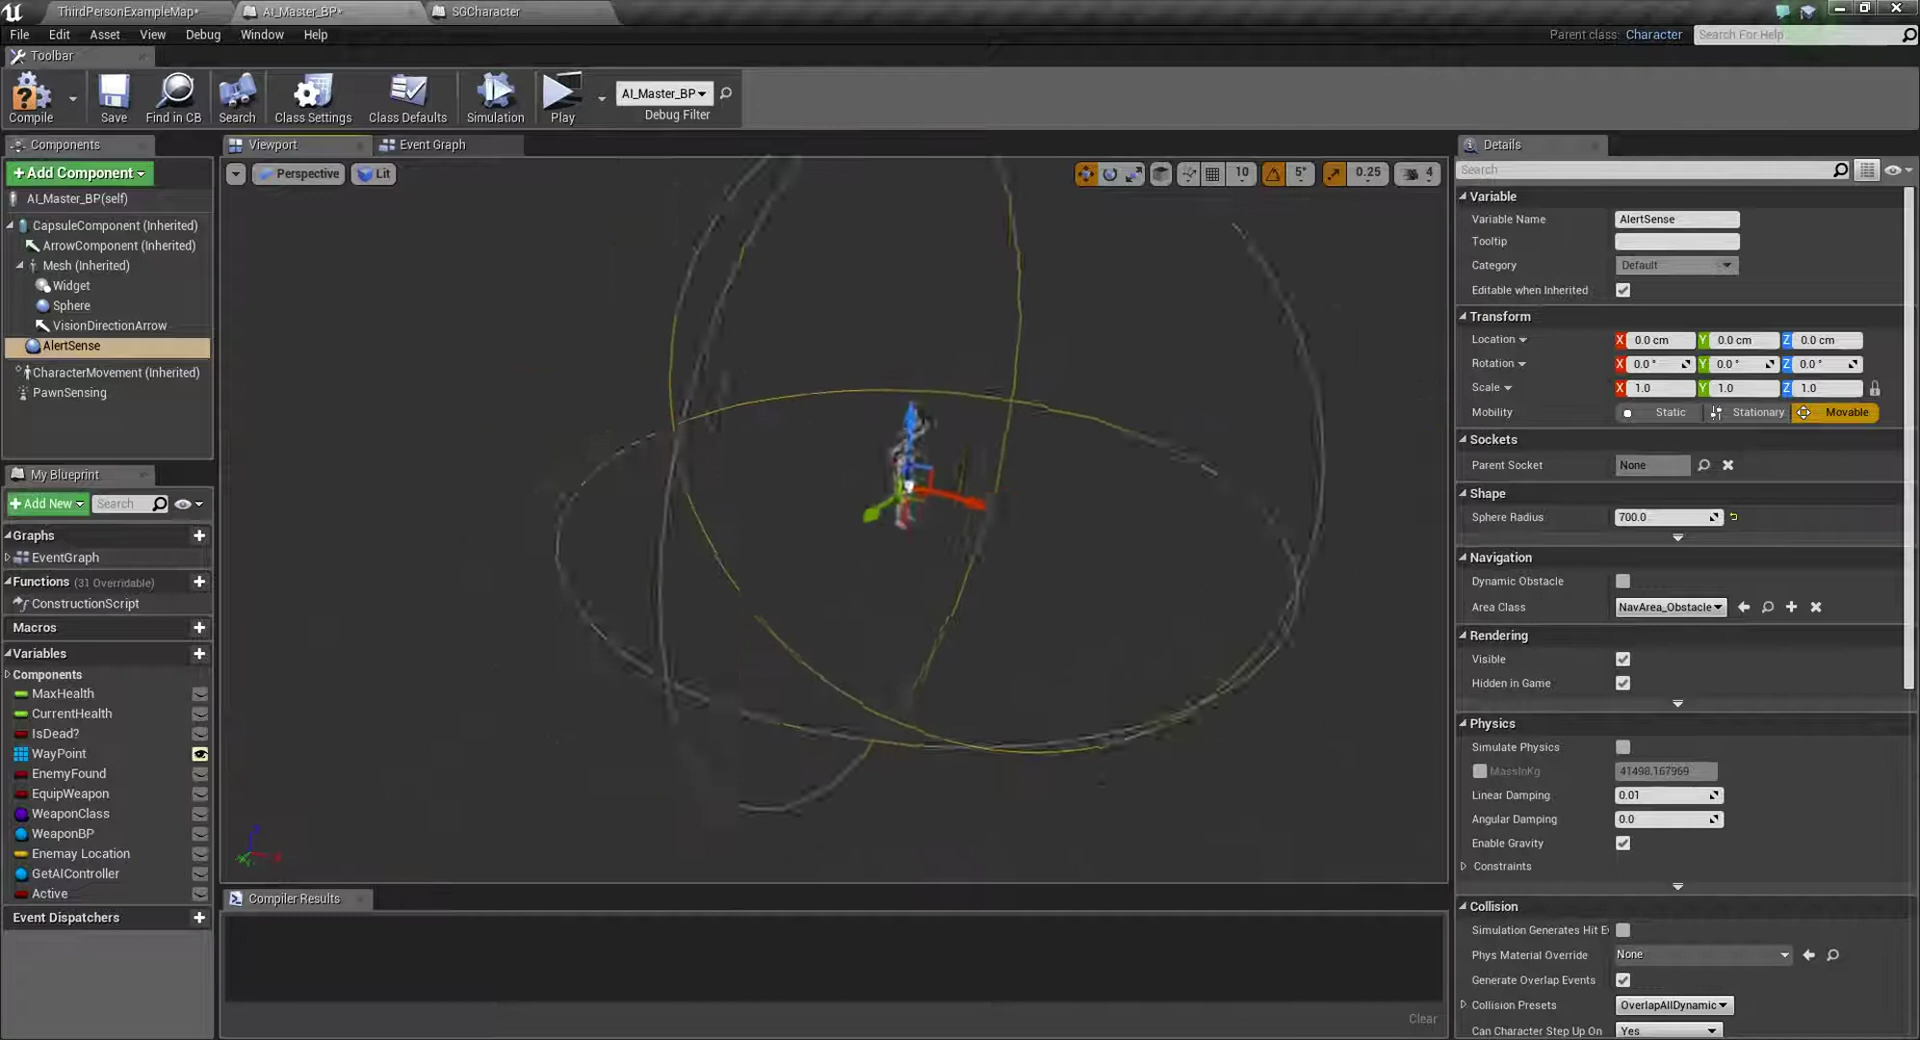 ThirdPersonExampleMap*
AI_Master_BP*
SGCharacter
File Edit Asset View Debug Window Help
Parent class: Character
Search For Help
Toolbar
Compile
Save
Find in CB
Search
Class Settings
Class Defaults
Simulation
Play
AI_Master_BP
Debug Filter
Components
+Add Component
AI_Master_BP(self)
CapsuleComponent (Inherited)
ArrowComponent (Inherited)
Mesh (Inherited)
Widget
Sphere
VisionDirectionArrow
AlertSense
CharacterMovement (Inherited)
PawnSensing
My Blueprint
+Add New
Search
Graphs
EventGraph
Functions (31 Overridable)
ConstructionScript
Macros
Variables
Components
MaxHealth
CurrentHealth
IsDead?
WayPoint
EnemyFound
EquipWeapon
WeaponClass
WeaponBP
Enemay Location
GetAIController
Active
Event Dispatchers
Viewport
Event Graph
Perspective
Lit
10
5°
0.25
4
Compiler Results
Clear
Details
Search
Variable
Variable Name AlertSense
Tooltip
Category Default
Editable when Inherited
Transform
Location X 0.0 cm Y 0.0 cm Z 0.0 cm
Rotation X 0.0 ° Y 0.0 ° Z 0.0 °
Scale X 1.0 Y 1.0 Z 1.0
Mobility Static Stationary Movable
Sockets
Parent Socket None
Shape
Sphere Radius 700.0
Navigation
Dynamic Obstacle
Area Class NavArea_Obstacle
Rendering
Visible
Hidden in Game
Physics
Simulate Physics
MassInKg 41498.167969
Linear Damping 0.01
Angular Damping 0.0
Enable Gravity
Constraints
Collision
Simulation Generates Hit E
Phys Material Override None
Generate Overlap Events
Collision Presets OverlapAllDynamic
Can Character Step Up On Yes